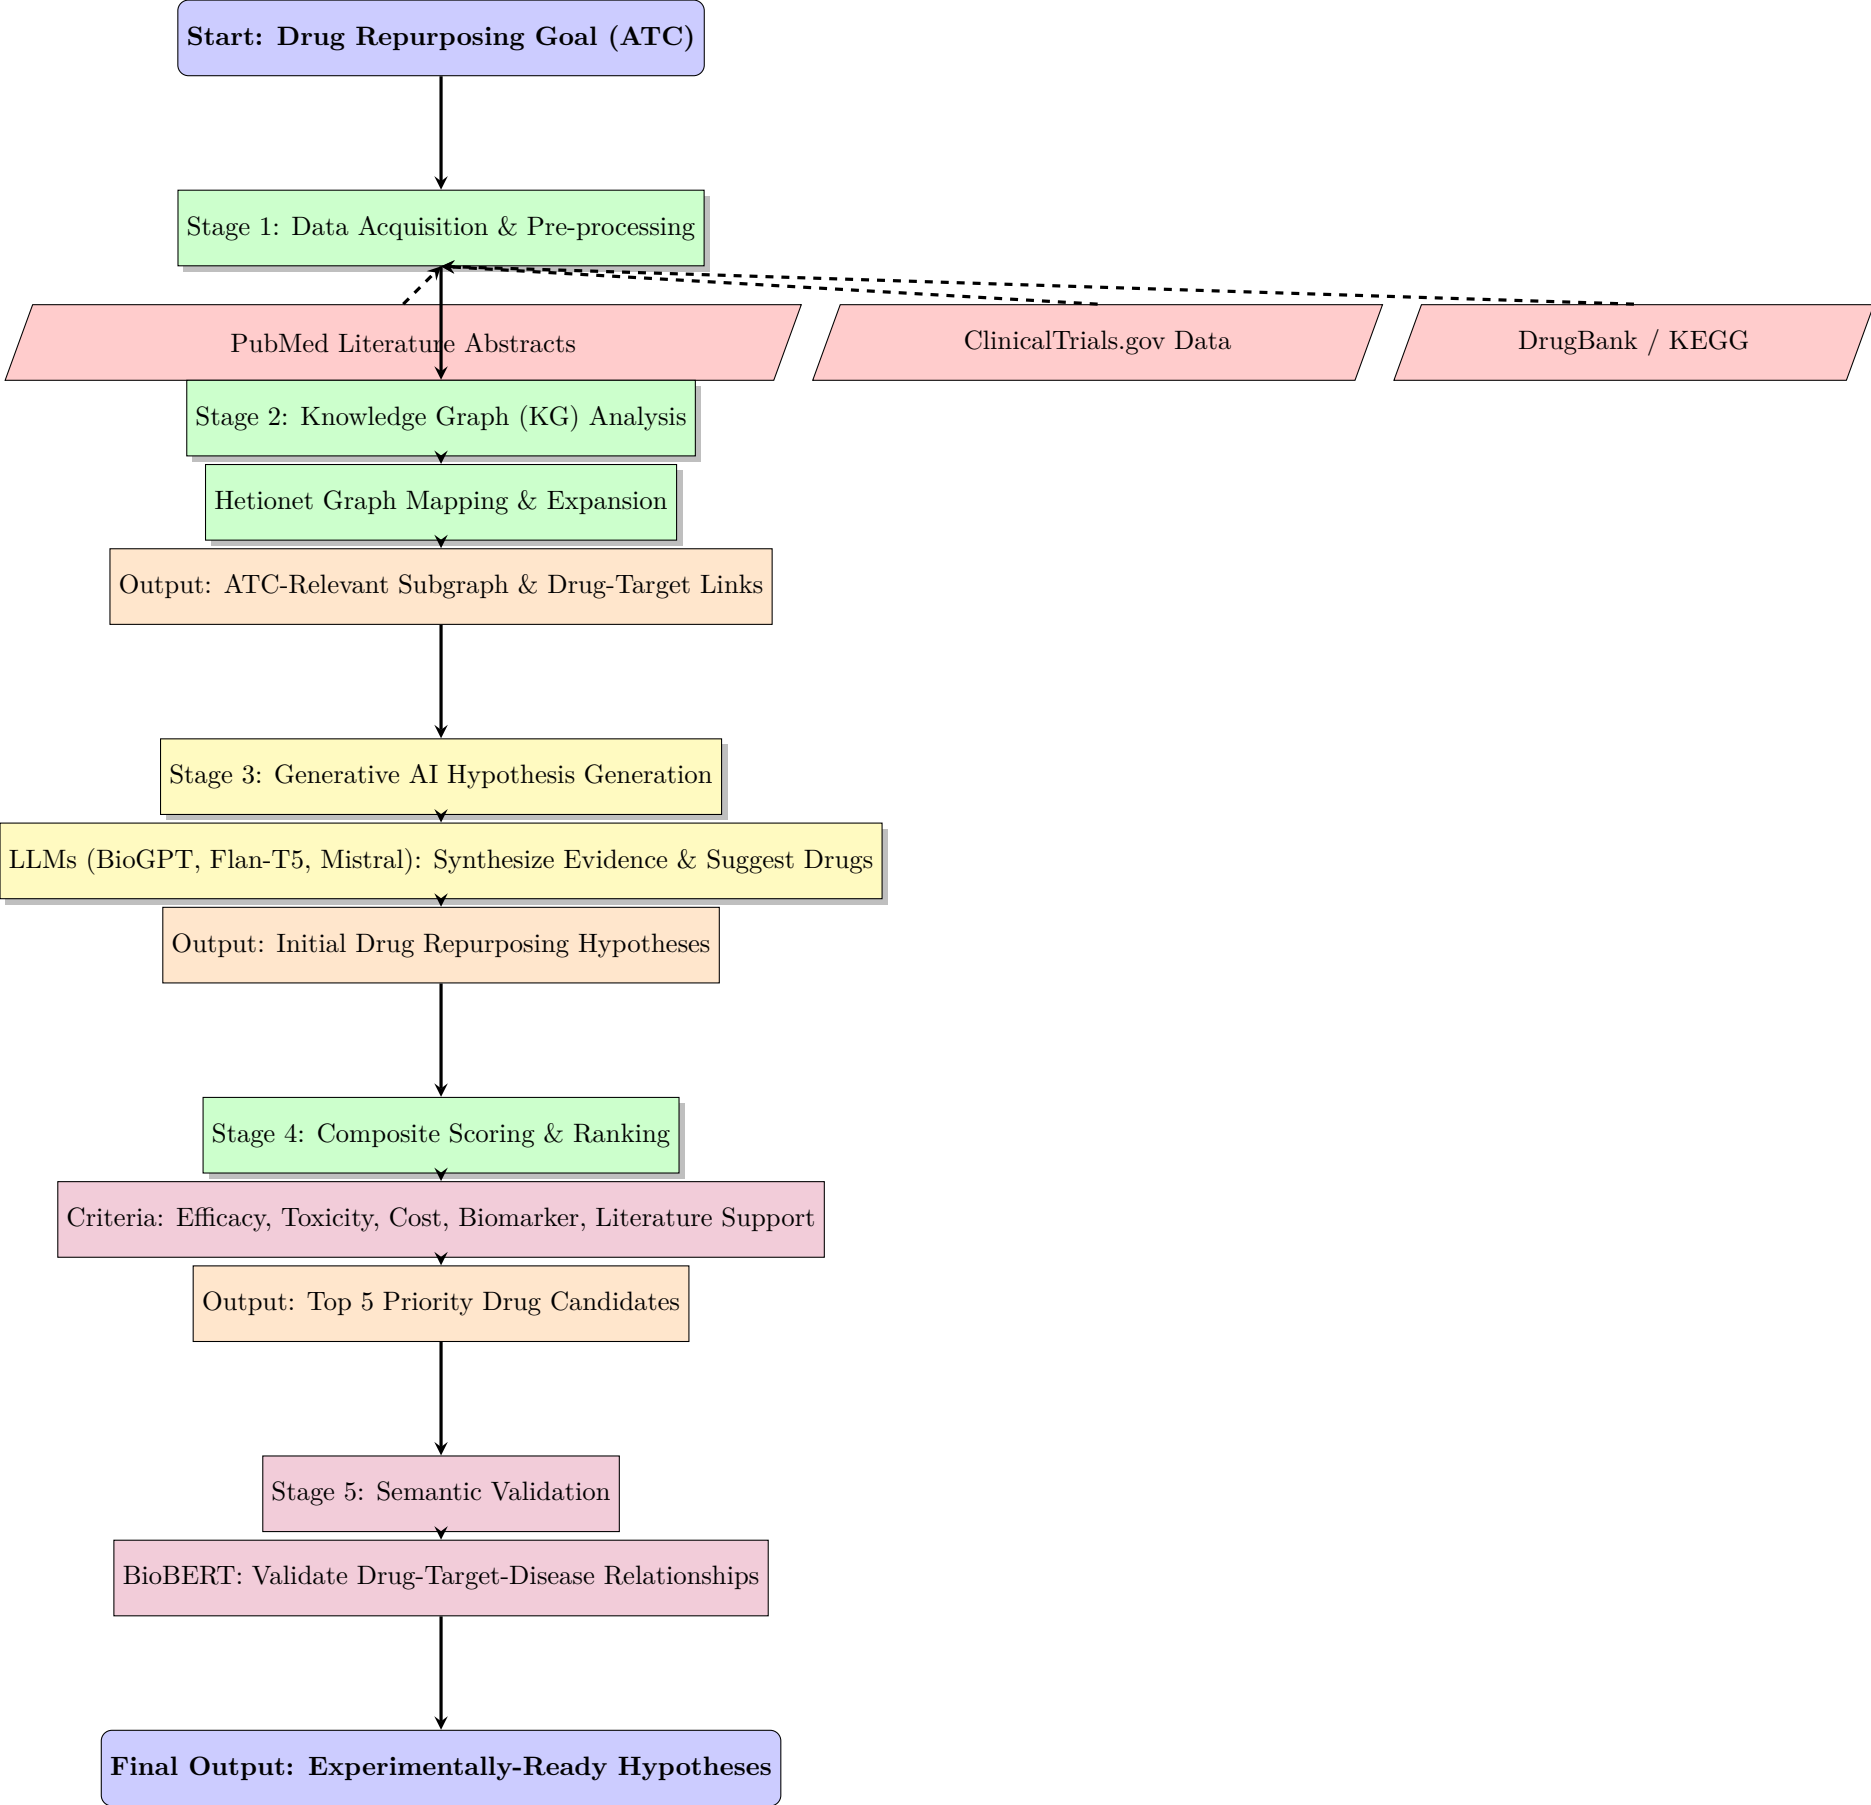 Start: Drug Repurposing Goal (ATC)
Stage 1: Data Acquisition & Pre-processing
PubMed Literature Abstracts
ClinicalTrials.gov Data
DrugBank / KEGG
Stage 2: Knowledge Graph (KG) Analysis
Hetionet Graph Mapping & Expansion
Output: ATC-Relevant Subgraph & Drug-Target Links
Stage 3: Generative AI Hypothesis Generation
LLMs (BioGPT, Flan-T5, Mistral): Synthesize Evidence & Suggest Drugs
Output: Initial Drug Repurposing Hypotheses
Stage 4: Composite Scoring & Ranking
Criteria: Efficacy, Toxicity, Cost, Biomarker, Literature Support
Output: Top 5 Priority Drug Candidates
Stage 5: Semantic Validation
BioBERT: Validate Drug-Target-Disease Relationships
Final Output: Experimentally-Ready Hypotheses